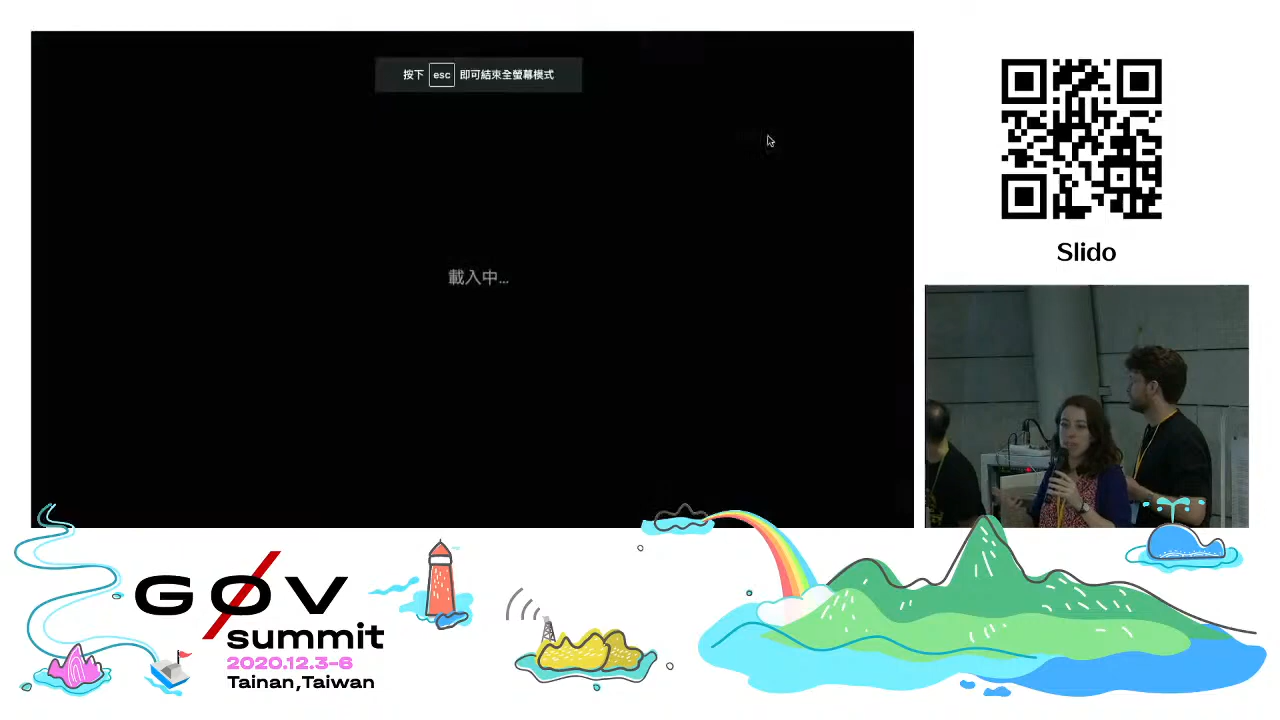 按下 esc 即可結束全螢幕模式
載入中...
Slido
GØV
summit
2020.12.3-6
Tainan,Taiwan